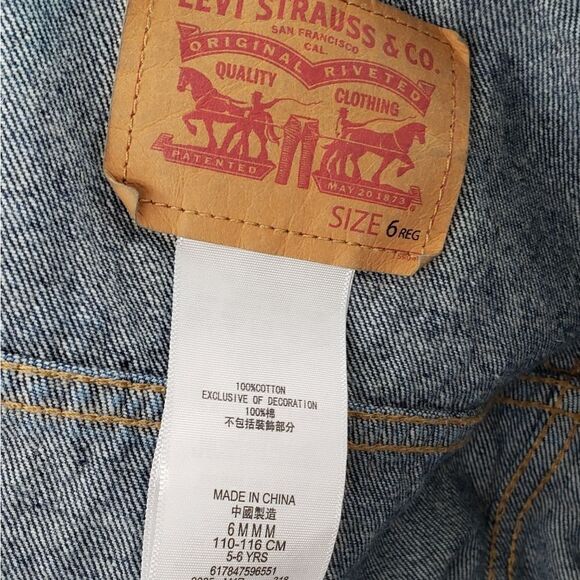 LEVI STRAUSS & CO.
SAN FRANCISCO
CAL
ORIGINAL RIVETED
QUALITY CLOTHING
PATENTED
MAY 20 1873
SIZE 6 REG
100%COTTON
EXCLUSIVE OF DECORATION
100%棉
不包括裝飾部分
MADE IN CHINA
中國製造
6 M M M
110-116 CM
5-6 YRS
617847596551